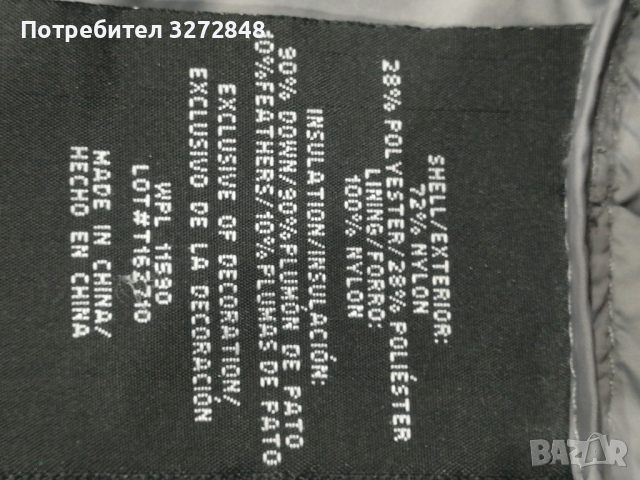 Потребител 3272848
SHELL/EXTERIOR:
72% NYLON
28% POLYESTER/28% POLIÉSTER
LINING/FORRO:
100% NYLON
INSULATION/INSULACIÓN:
90% DOWN/90%PLUMÓN DE PATO
10%FEATHERS/10%PLUMAS DE PATO
EXCLUSIVE OF DECORATION/
EXCLUSIVO DE LA DECORACIÓN
WPL 11590
MADE IN CHINA/
HECHO EN CHINA
BAZAR